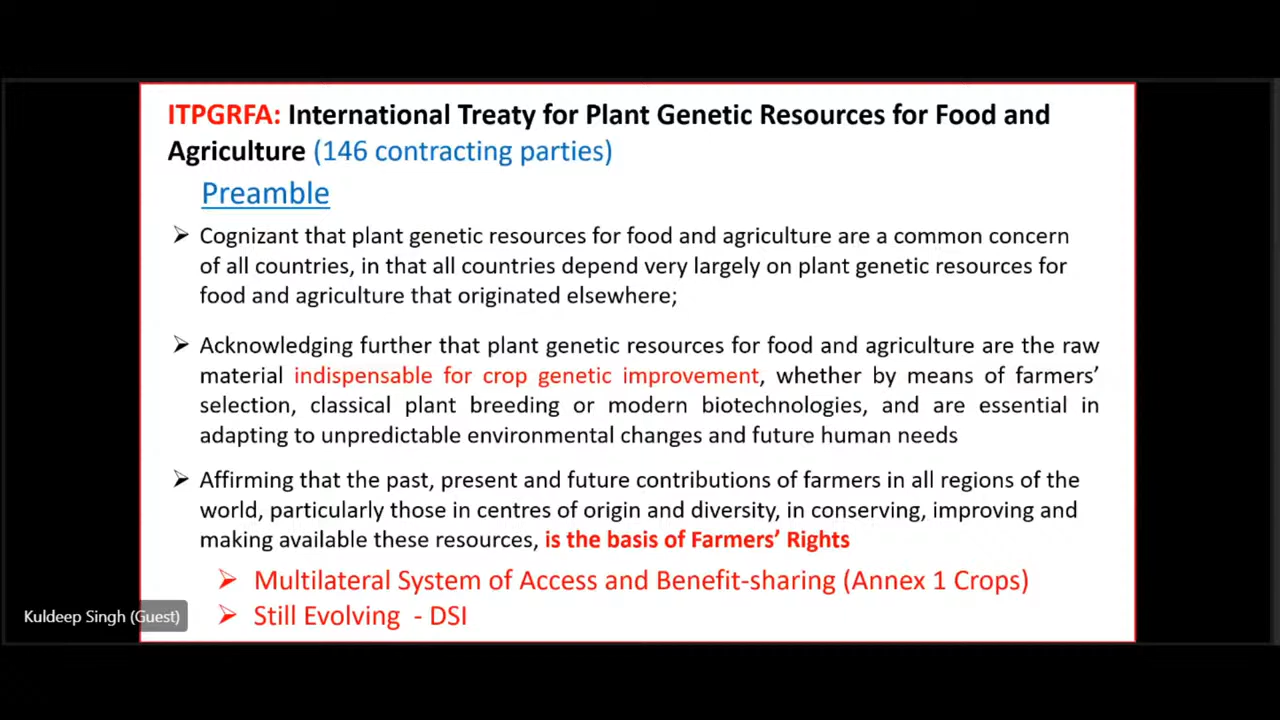 ITPGRFA: International Treaty for Plant Genetic Resources for Food and
Agriculture (146 contracting parties)
Preamble
➢ Cognizant that plant genetic resources for food and agriculture are a common concern
of all countries, in that all countries depend very largely on plant genetic resources for
food and agriculture that originated elsewhere;
➢ Acknowledging further that plant genetic resources for food and agriculture are the raw
material indispensable for crop genetic improvement, whether by means of farmers’
selection, classical plant breeding or modern biotechnologies, and are essential in
adapting to unpredictable environmental changes and future human needs
➢ Affirming that the past, present and future contributions of farmers in all regions of the
world, particularly those in centres of origin and diversity, in conserving, improving and
making available these resources, is the basis of Farmers’ Rights
➢ Multilateral System of Access and Benefit-sharing (Annex 1 Crops)
➢ Still Evolving - DSI
Kuldeep Singh (Guest)